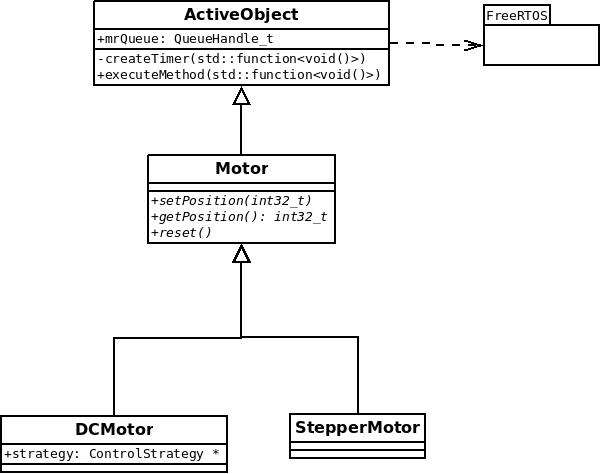 ActiveObject
+mrQueue: QueueHandle_t
-createTimer(std::function<void()>)
+executeMethod(std::function<void()>)
FreeRTOS
Motor
+setPosition(int32_t)
+getPosition(): int32_t
+reset()
DCMotor
+strategy: ControlStrategy *
StepperMotor